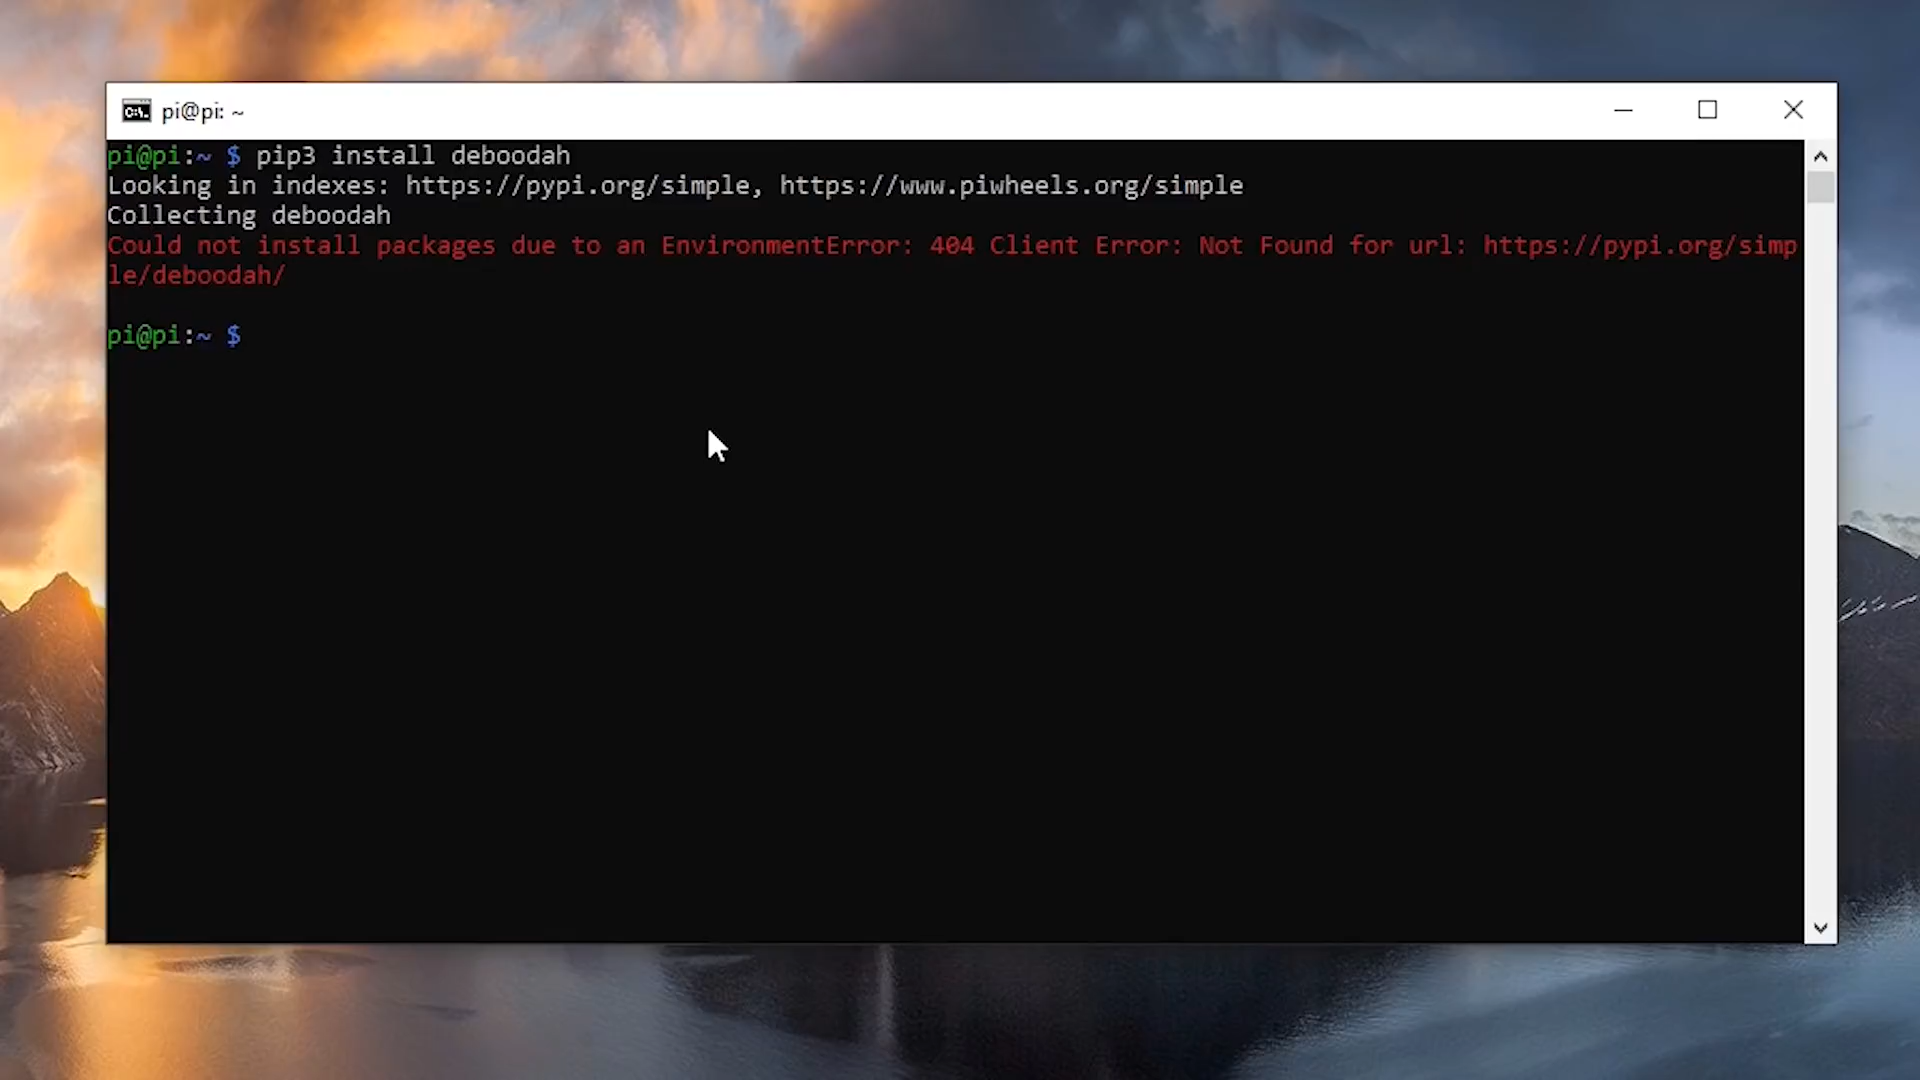 pi@pi: ~
pi@pi:~ $ pip3 install deboodah
Looking in indexes: https://pypi.org/simple, https://www.piwheels.org/simple
Collecting deboodah
Could not install packages due to an EnvironmentError: 404 Client Error: Not Found for url: https://pypi.org/simp
le/deboodah/
pi@pi:~ $